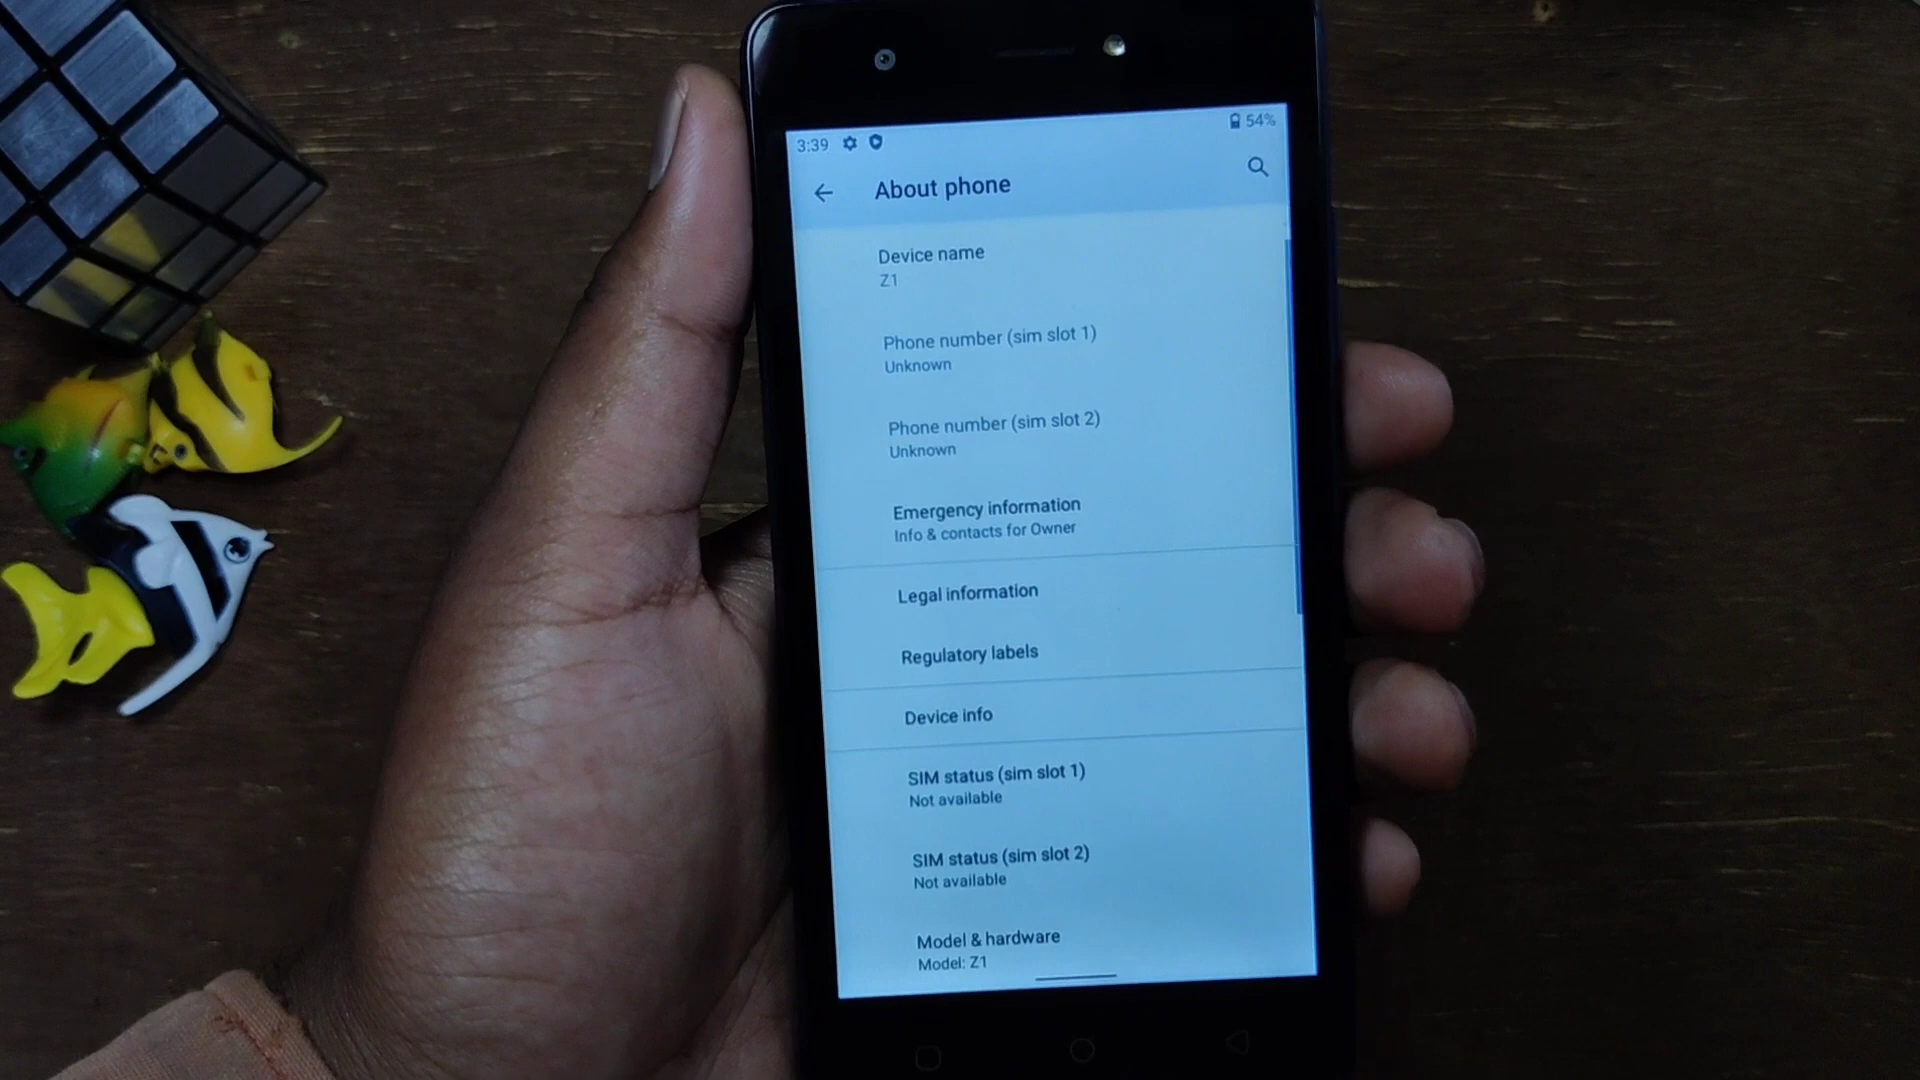 3:39
54%
About phone
Device name
Z1
Phone number (sim slot 1)
Unknown
Phone number (sim slot 2)
Unknown
Emergency information
Info & contacts for Owner
Legal information
Regulatory labels
Device info
SIM status (sim slot 1)
Not available
SIM status (sim slot 2)
Not available
Model & hardware
Model: Z1